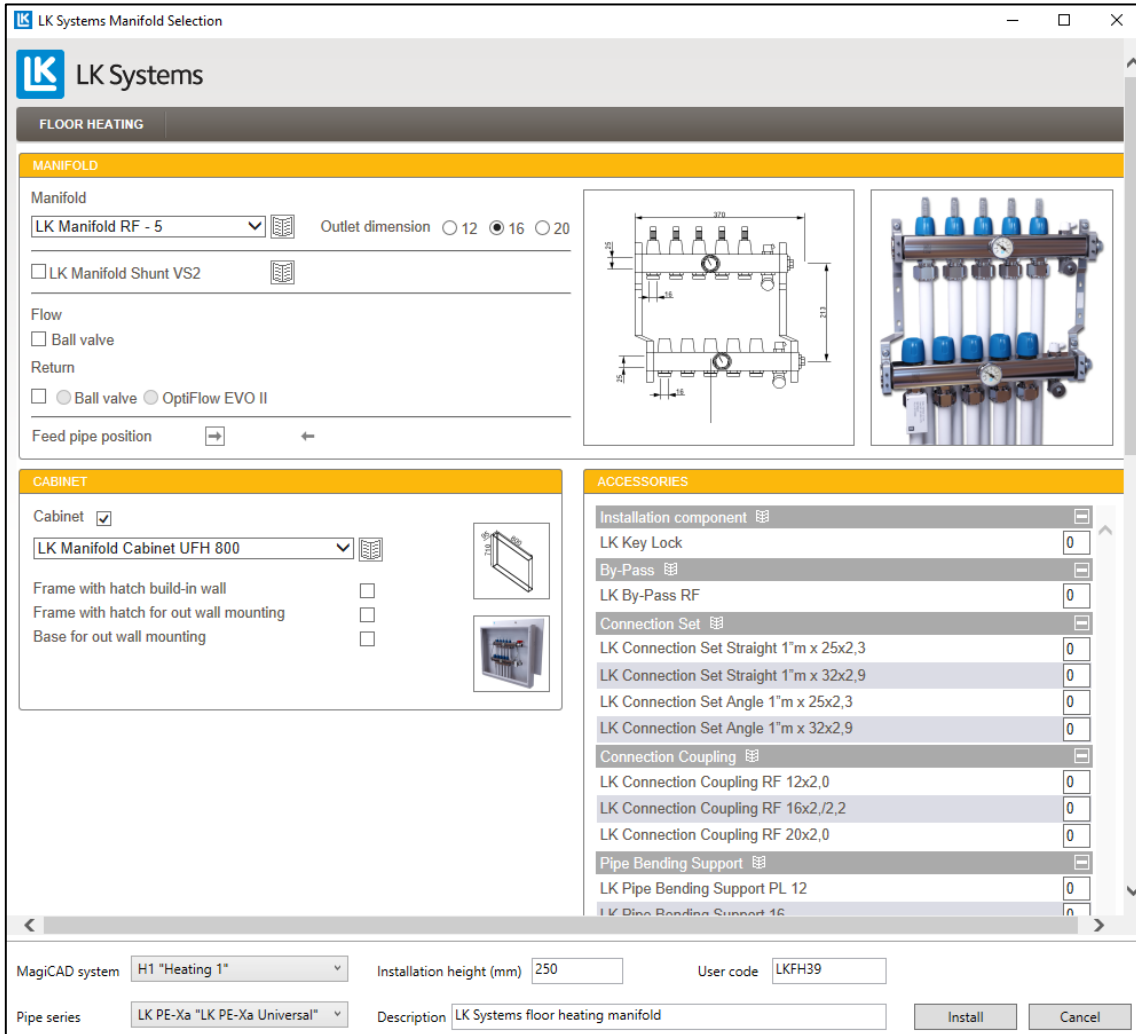 LK Systems Manifold Selection
LK LK Systems
FLOOR HEATING
MANIFOLD
Manifold
LK Manifold RF - 5
Outlet dimension 12 16 20
LK Manifold Shunt VS2
Flow
Ball valve
Return
Ball valve OptiFlow EVO II
Feed pipe position
370
25
16
213
25
16
CABINET
Cabinet
LK Manifold Cabinet UFH 800
Frame with hatch build-in wall
Frame with hatch for out wall mounting
Base for out wall mounting
800
710
ACCESSORIES
Installation component
LK Key Lock 0
By-Pass
LK By-Pass RF 0
Connection Set
LK Connection Set Straight 1"m x 25x2,3 0
LK Connection Set Straight 1"m x 32x2,9 0
LK Connection Set Angle 1"m x 25x2,3 0
LK Connection Set Angle 1"m x 32x2,9 0
Connection Coupling
LK Connection Coupling RF 12x2,0 0
LK Connection Coupling RF 16x2,/2,2 0
LK Connection Coupling RF 20x2,0 0
Pipe Bending Support
LK Pipe Bending Support PL 12 0
LK Pipe Bending Support 16 0
MagiCAD system H1 "Heating 1" Installation height (mm) 250 User code LKFH39
Pipe series LK PE-Xa "LK PE-Xa Universal" Description LK Systems floor heating manifold Install Cancel